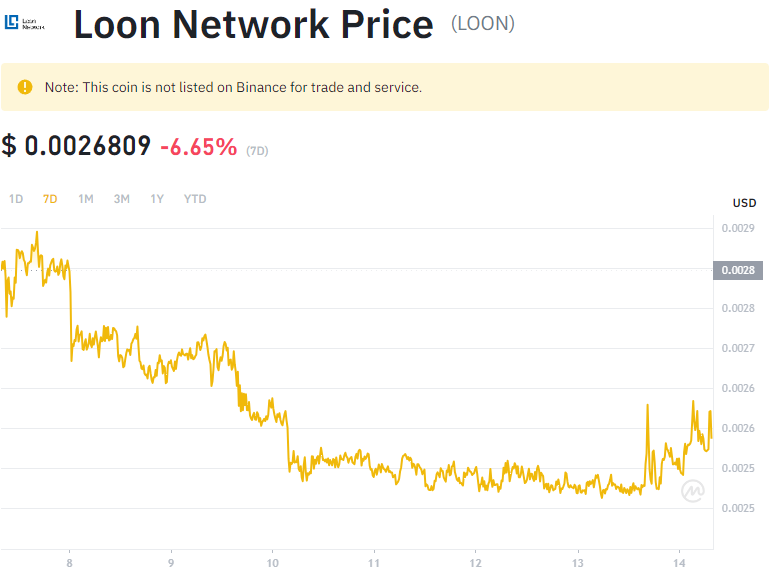 Loon Network
Loon Network Price (LOON)
Note: This coin is not listed on Binance for trade and service.
$ 0.0026809 -6.65% (7D)
1D 7D 1M 3M 1Y YTD
USD
0.0029
0.0028
0.0028
0.0027
0.0026
0.0026
0.0025
0.0025
8 9 10 11 12 13 14